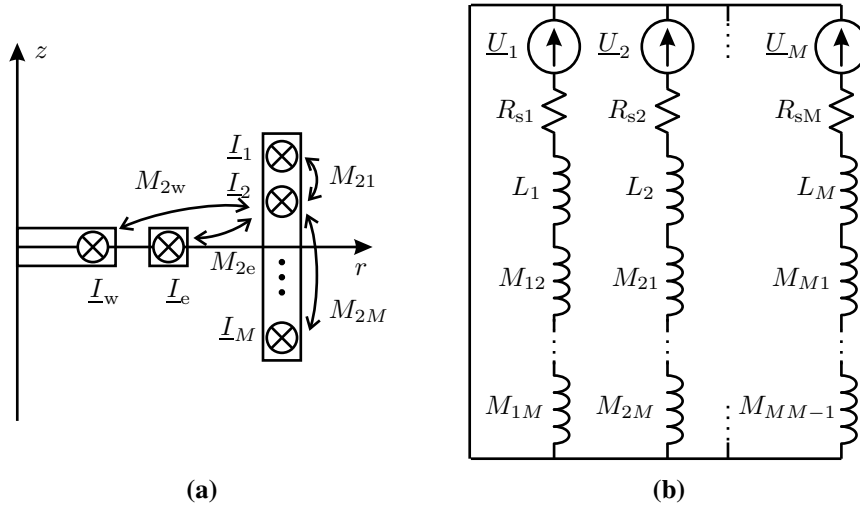 z
I_1
M_{2w}
I_2
M_{21}
M_{2e}
r
I_w
I_e
I_M
M_{2M}
(a)
U_1
U_2
U_M
R_{s1}
R_{s2}
R_{sM}
L_1
L_2
L_M
M_{12}
M_{21}
M_{M1}
M_{1M}
M_{2M}
M_{MM−1}
(b)